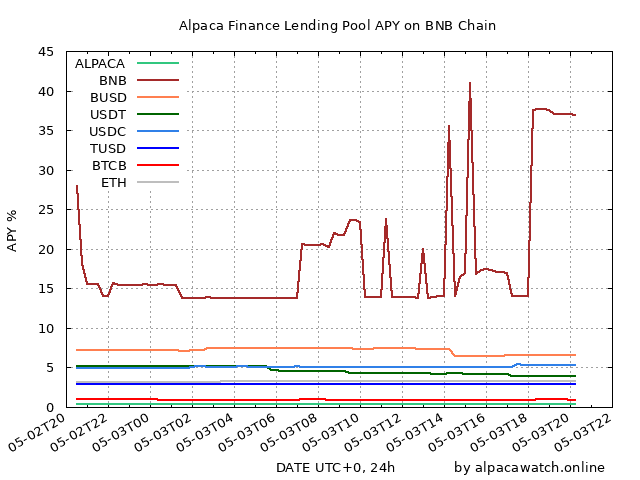 Alpaca Finance Lending Pool APY on BNB Chain
45
40
35
30
25
20
15
10
5
0
APY %
ALPACA
BNB
BUSD
USDT
USDC
TUSD
BTCB
ETH
05-02T20
05-02T22
05-03T00
05-03T02
05-03T04
05-03T06
05-03T08
05-03T10
05-03T12
05-03T14
05-03T16
05-03T18
05-03T20
05-03T22
DATE UTC+0, 24h
by alpacawatch.online